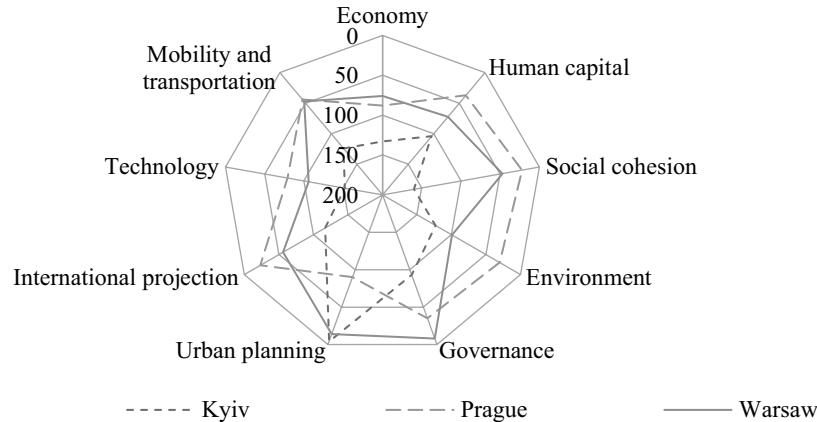 Economy
0
Mobility and
transportation
Human capital
50
100
150
200
Technology
Social cohesion
International projection
Environment
Urban planning
Governance
Kyiv
Prague
Warsaw